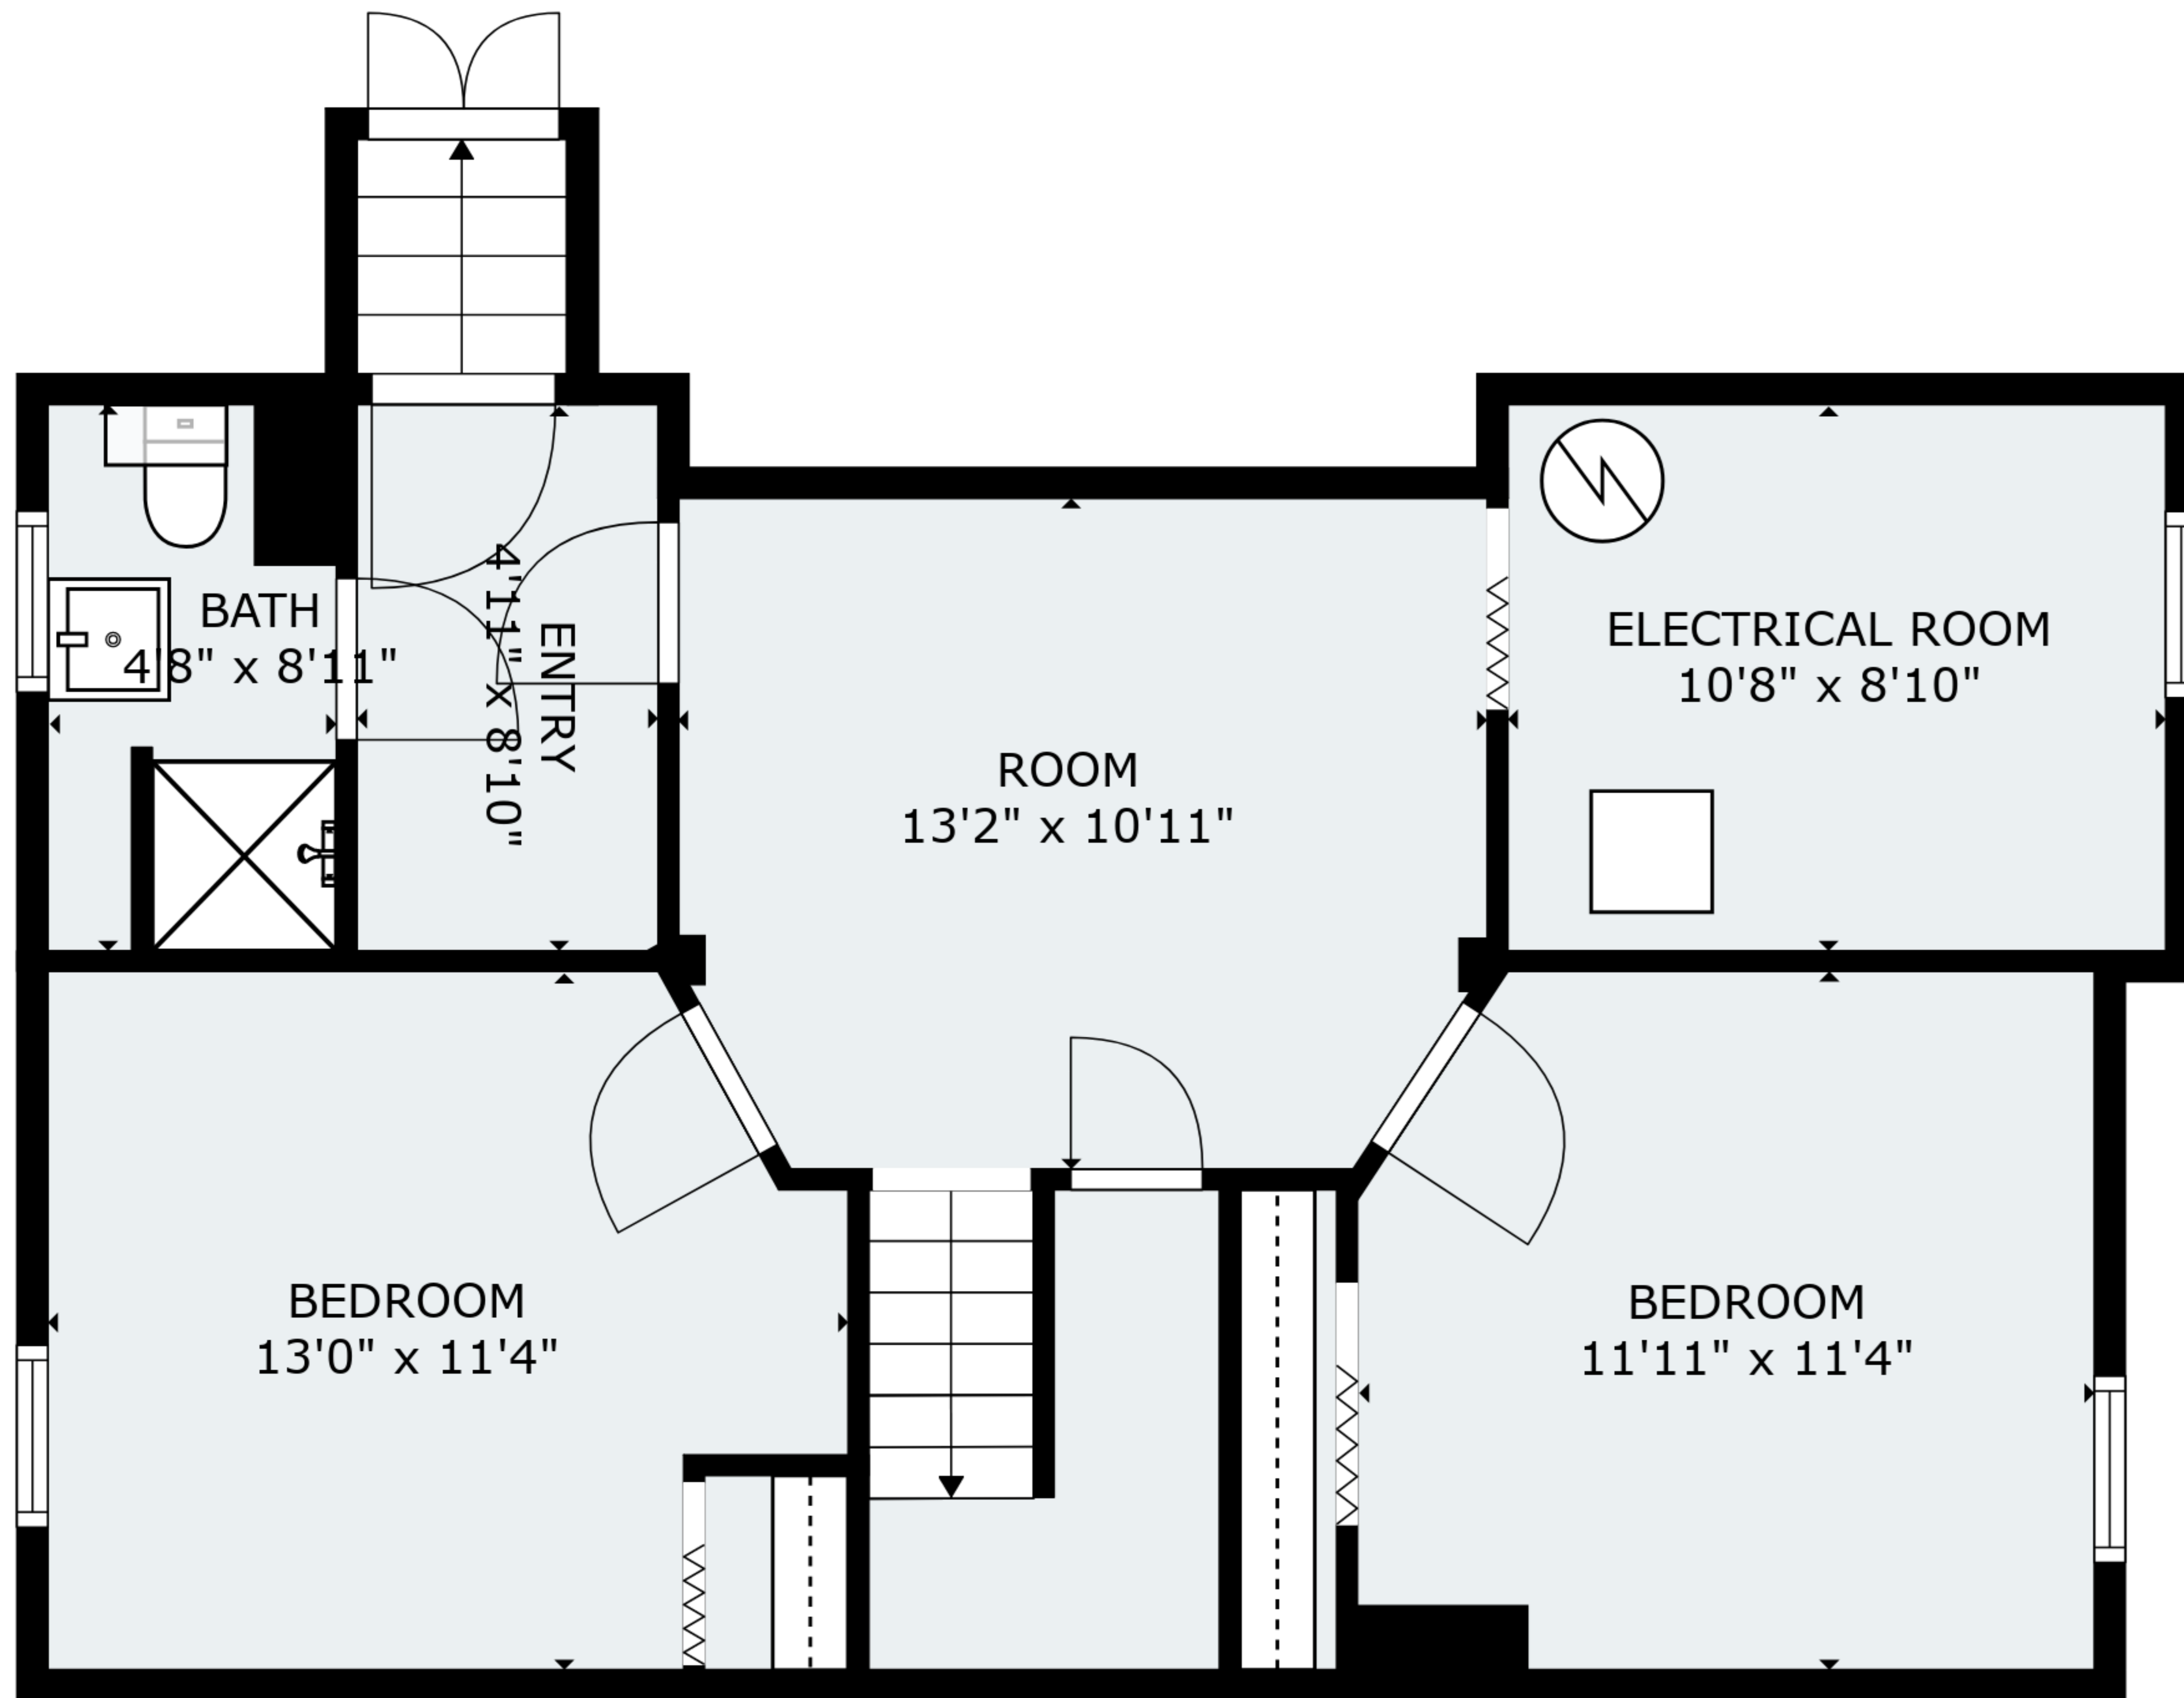 BATH
4'8" x 8'11"
ENTRY
4'11" x 8'10"
ELECTRICAL ROOM
10'8" x 8'10"
ROOM
13'2" x 10'11"
BEDROOM
13'0" x 11'4"
BEDROOM
11'11" x 11'4"